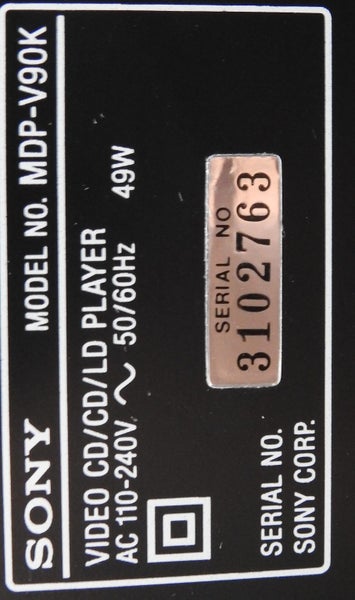 SONY MODEL NO. MDP-V90K
VIDEO CD/CD/LD PLAYER
AC 110-240V ~ 50/60Hz 49W
SERIAL NO
3102763
SERIAL NO.
SONY CORP.